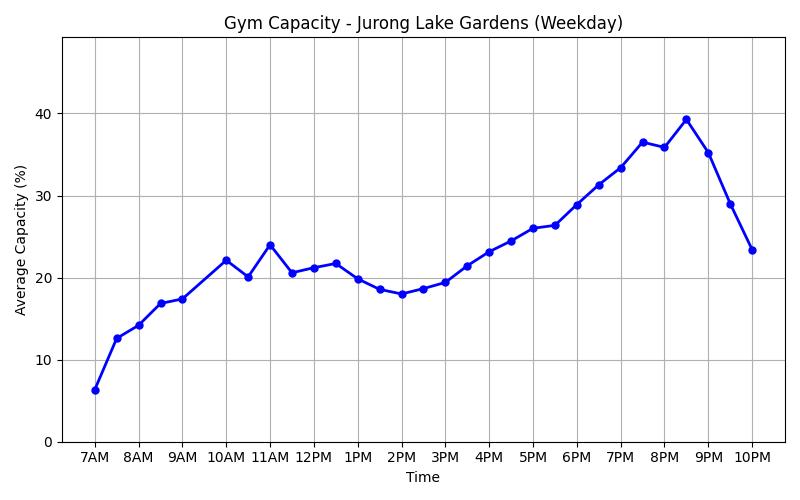 Gym Capacity - Jurong Lake Gardens (Weekday)
Average Capacity (%)
40
30
20
10
0
7AM 8AM 9AM 10AM 11AM 12PM 1PM 2PM 3PM 4PM 5PM 6PM 7PM 8PM 9PM 10PM
Time